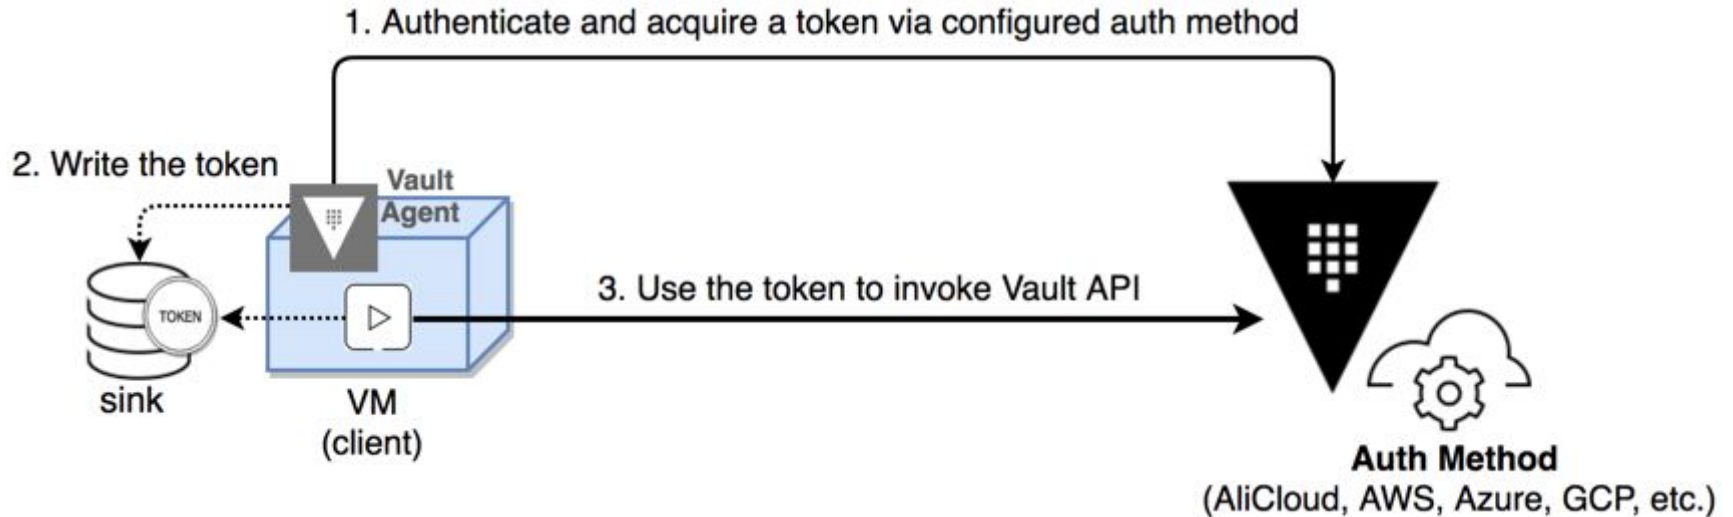 1. Authenticate and acquire a token via configured auth method
2. Write the token
Vault
Agent
3. Use the token to invoke Vault API
TOKEN
sink
VM
(client)
Auth Method
(AliCloud, AWS, Azure, GCP, etc.)